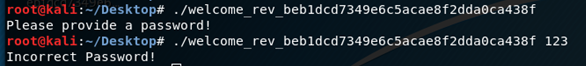 root@kali:~/Desktop# ./welcome_rev_beb1dcd7349e6c5acae8f2dda0ca438f
Please provide a password!
root@kali:~/Desktop# ./welcome_rev_beb1dcd7349e6c5acae8f2dda0ca438f 123
Incorrect Password!